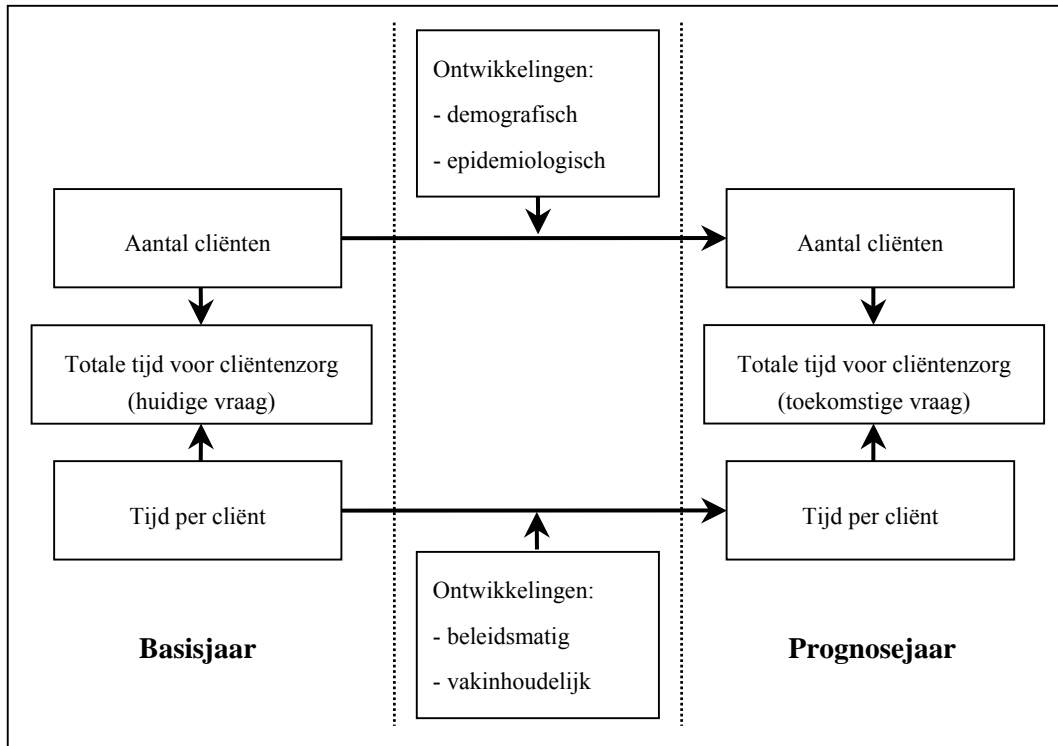 Ontwikkelingen:
- demografisch
- epidemiologisch
Aantal cliënten
Aantal cliënten
Totale tijd voor cliëntenzorg
(huidige vraag)
Totale tijd voor cliëntenzorg
(toekomstige vraag)
Tijd per cliënt
Tijd per cliënt
Ontwikkelingen:
- beleidsmatig
- vakinhoudelijk
Basisjaar
Prognosejaar